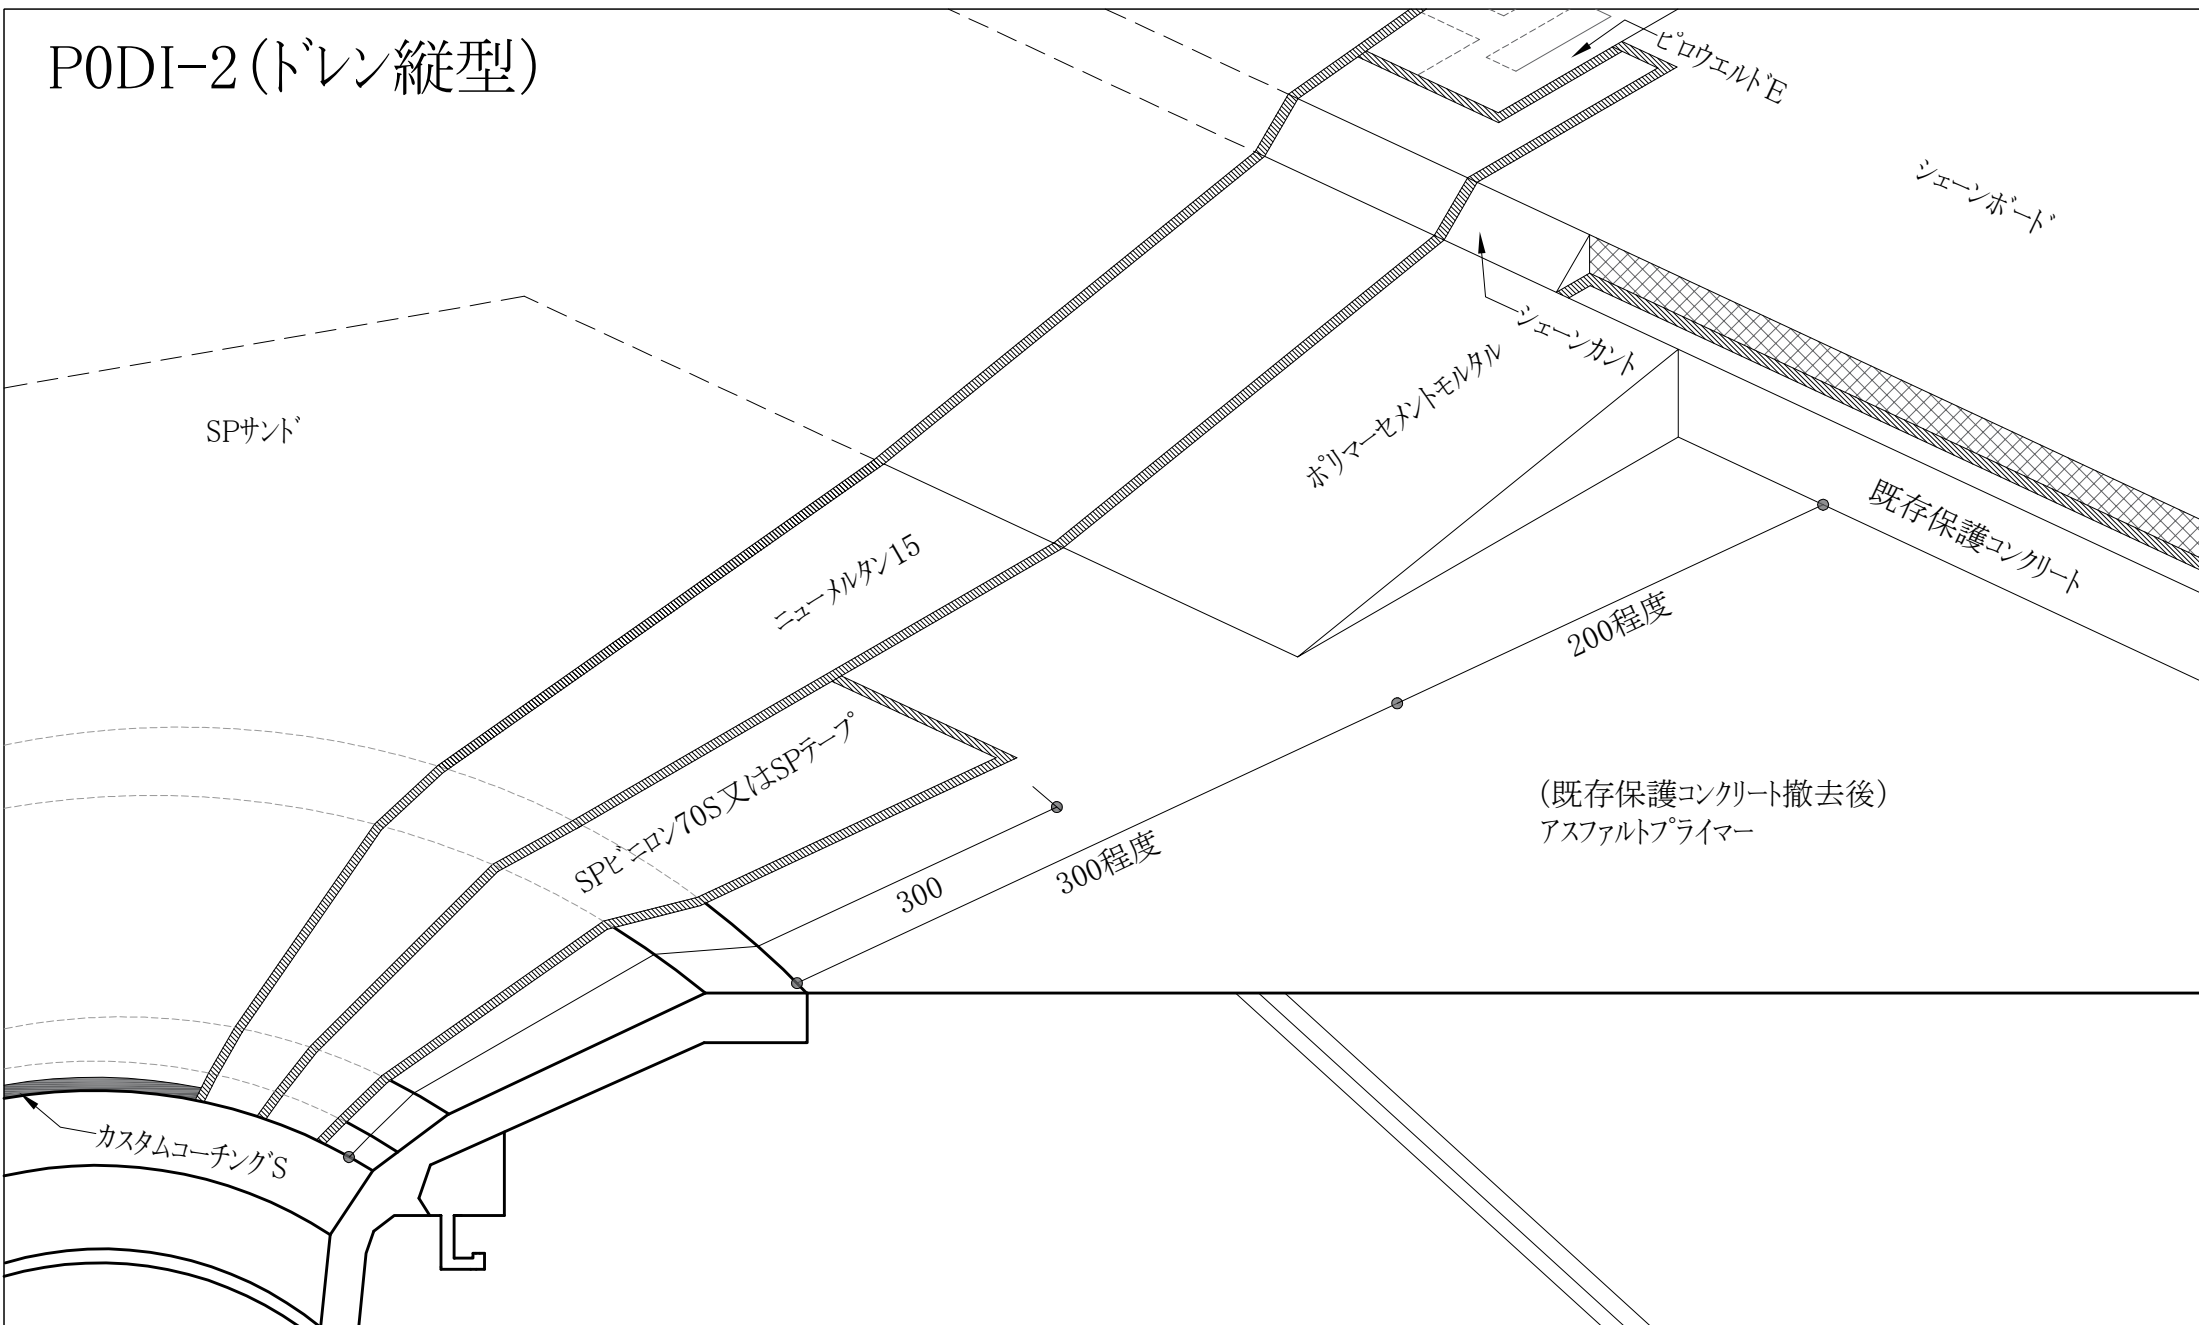 P0DI-2(ドレン縦型)
ピロウエルドE
シェーンボード
シェーンカント
SPサンド
ポリマーセメントモルタル
既存保護コンクリート
ニューメルタン15
200程度
SPビニロン70S又はSPテープ
300
300程度
(既存保護コンクリート撤去後)
アスファルトプライマー
カスタムコーチングS